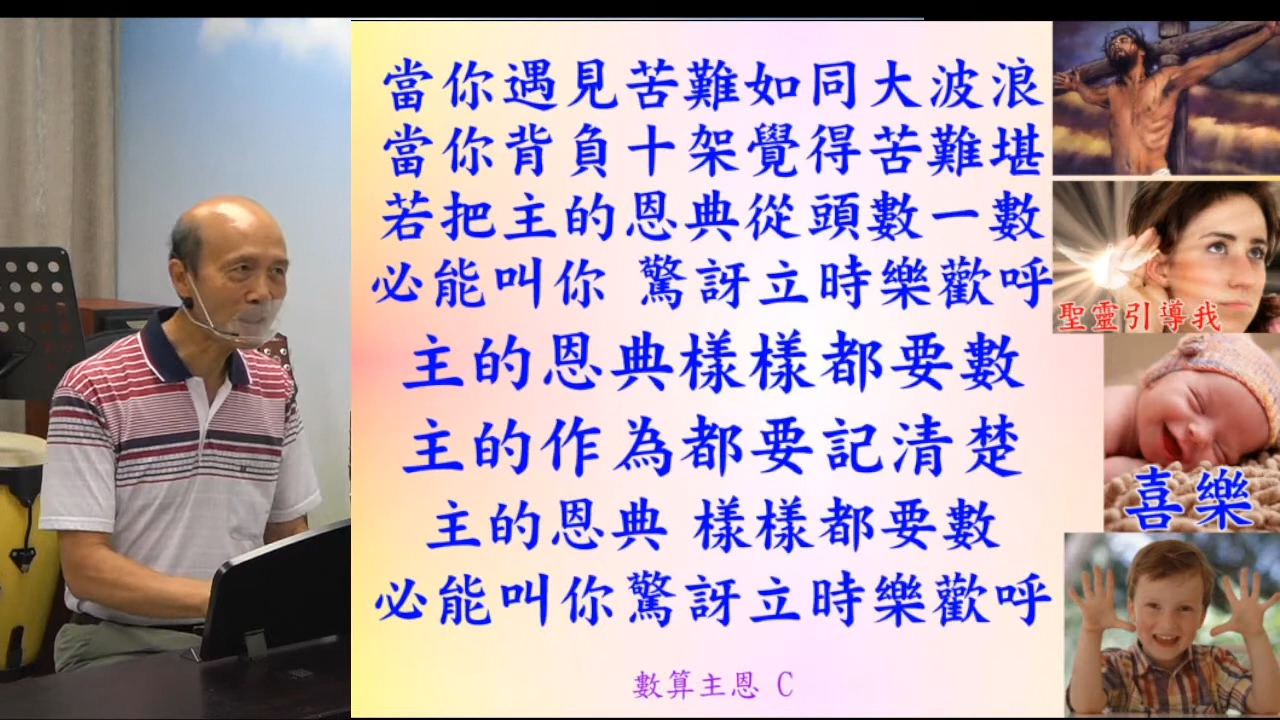 當你遇見苦難如同大波浪
當你背負十架覺得苦難堪
若把主的恩典從頭數一數
必能叫你 驚訝立時樂歡呼
主的恩典樣樣都要數
主的作為都要記清楚
主的恩典 樣樣都要數
必能叫你驚訝立時樂歡呼
數算主恩 C
聖靈引導我
喜樂